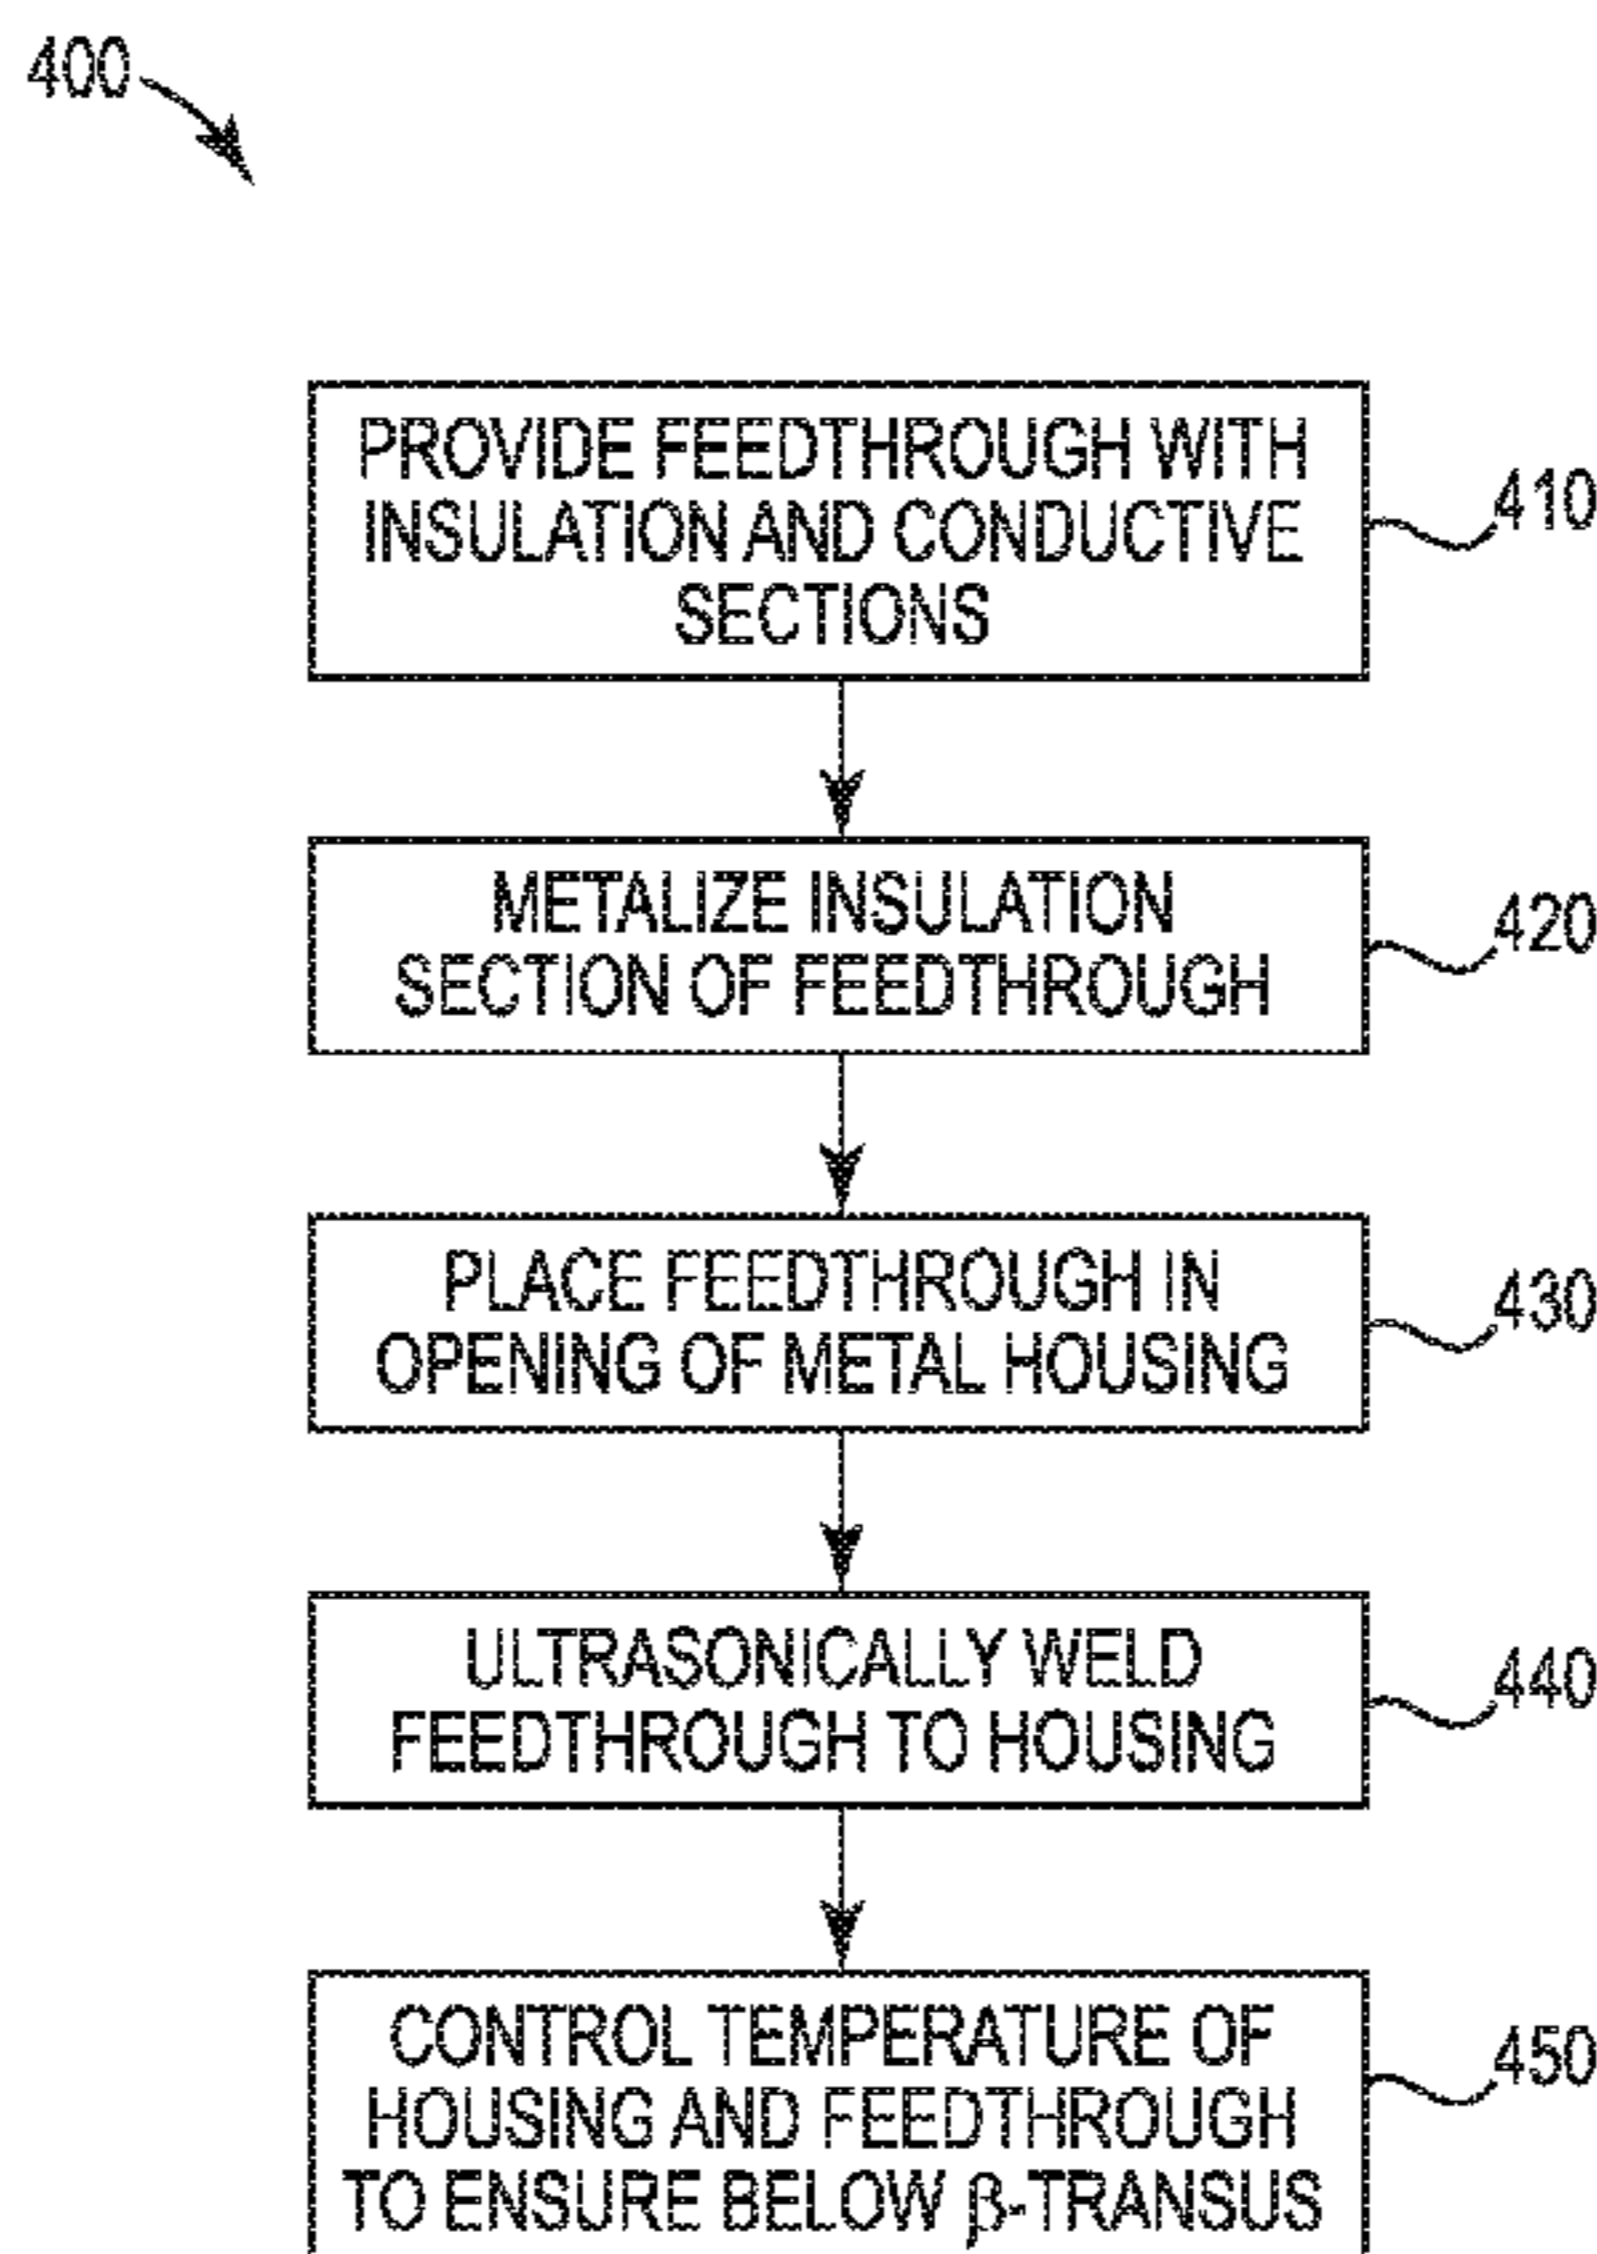 400
PROVIDE FEEDTHROUGH WITH
INSULATION AND CONDUCTIVE
SECTIONS
410
METALIZE INSULATION
SECTION OF FEEDTHROUGH
420
PLACE FEEDTHROUGH IN
OPENING OF METAL HOUSING
430
ULTRASONICALLY WELD
FEEDTHROUGH TO HOUSING
440
CONTROL TEMPERATURE OF
HOUSING AND FEEDTHROUGH
TO ENSURE BELOW β-TRANSUS
450